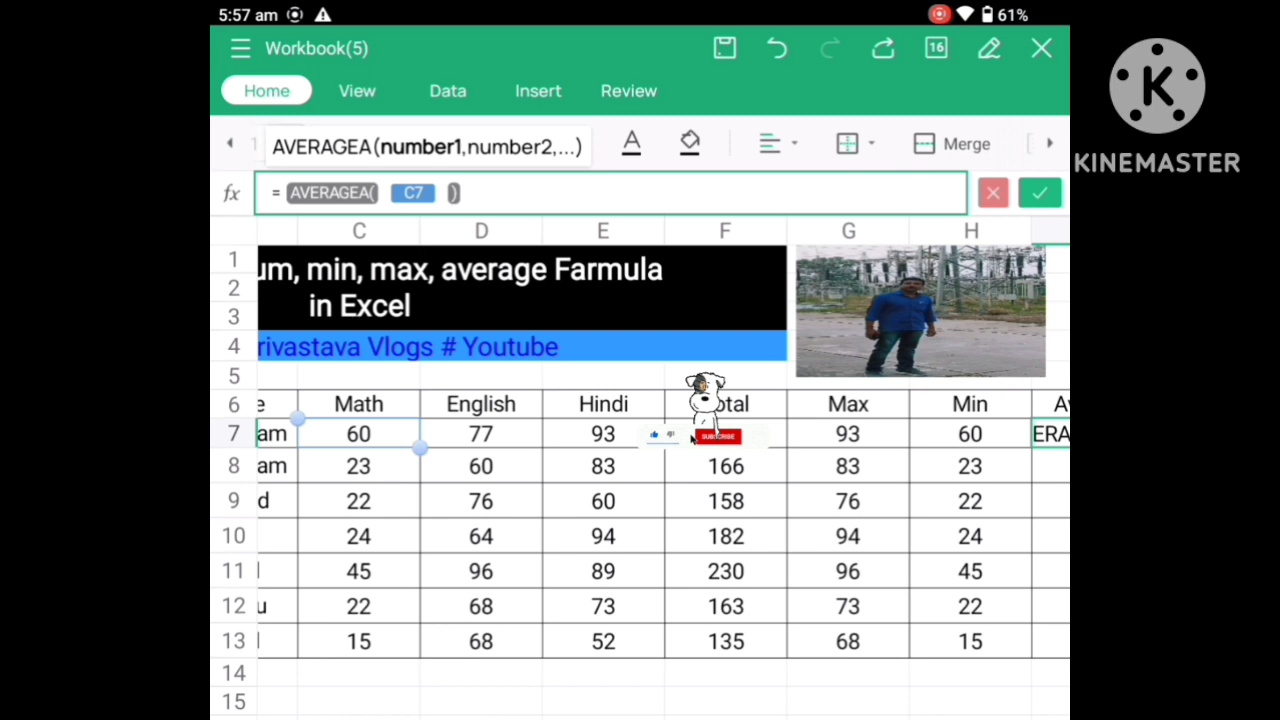 5:57 am
61%
Workbook(5)
16
Home View Data Insert Review
AVERAGEA(number1,number2,...)
Merge
fx = AVERAGEA( C7 )
K
KINEMASTER
C D E F G H
1
um, min, max, average Farmula
2
in Excel
3
4 rivastava Vlogs # Youtube
5
6 e Math English Hindi otal Max Min
7 am 60 77 93 SUBSCRIBE 93 60 ERA
8 am 23 60 83 166 83 23
9 d 22 76 60 158 76 22
10 24 64 94 182 94 24
11 45 96 89 230 96 45
12 u 22 68 73 163 73 22
13 15 68 52 135 68 15
14
15